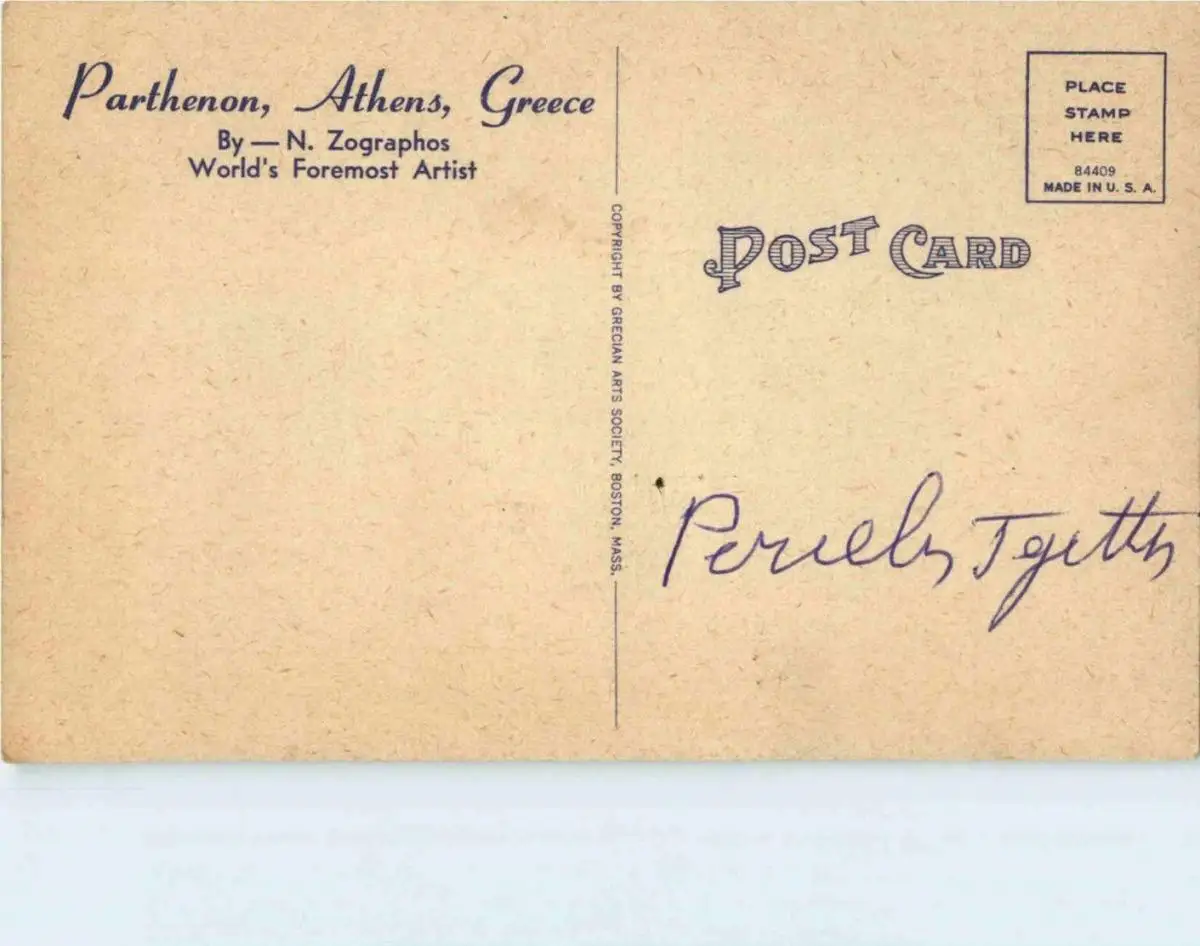 Parthenon, Athens, Greece
By — N. Zographos
World's Foremost Artist
COPYRIGHT BY GRECIAN ARTS SOCIETY, BOSTON, MASS.
PLACE
STAMP
HERE
84409
MADE IN U. S. A.
POST CARD